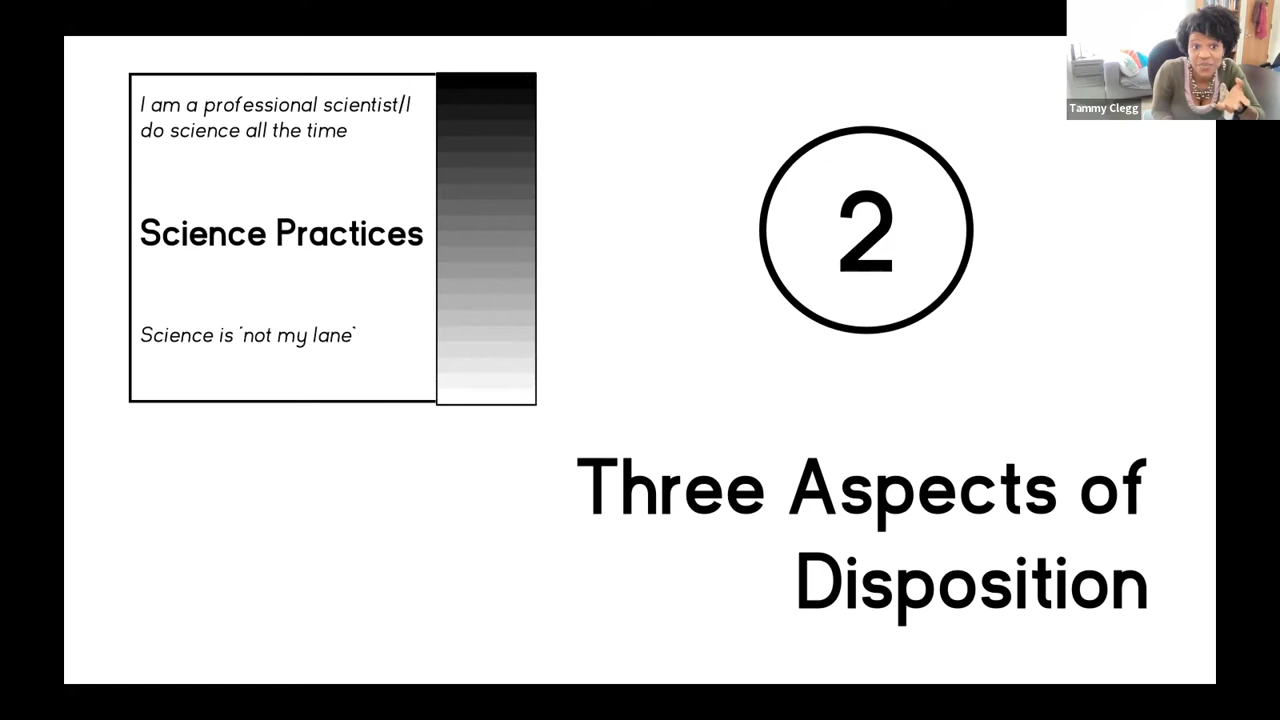 I am a professional scientist/I
do science all the time
Science Practices
Science is ´not my lane`
2
Three Aspects of
Disposition
Tammy Clegg